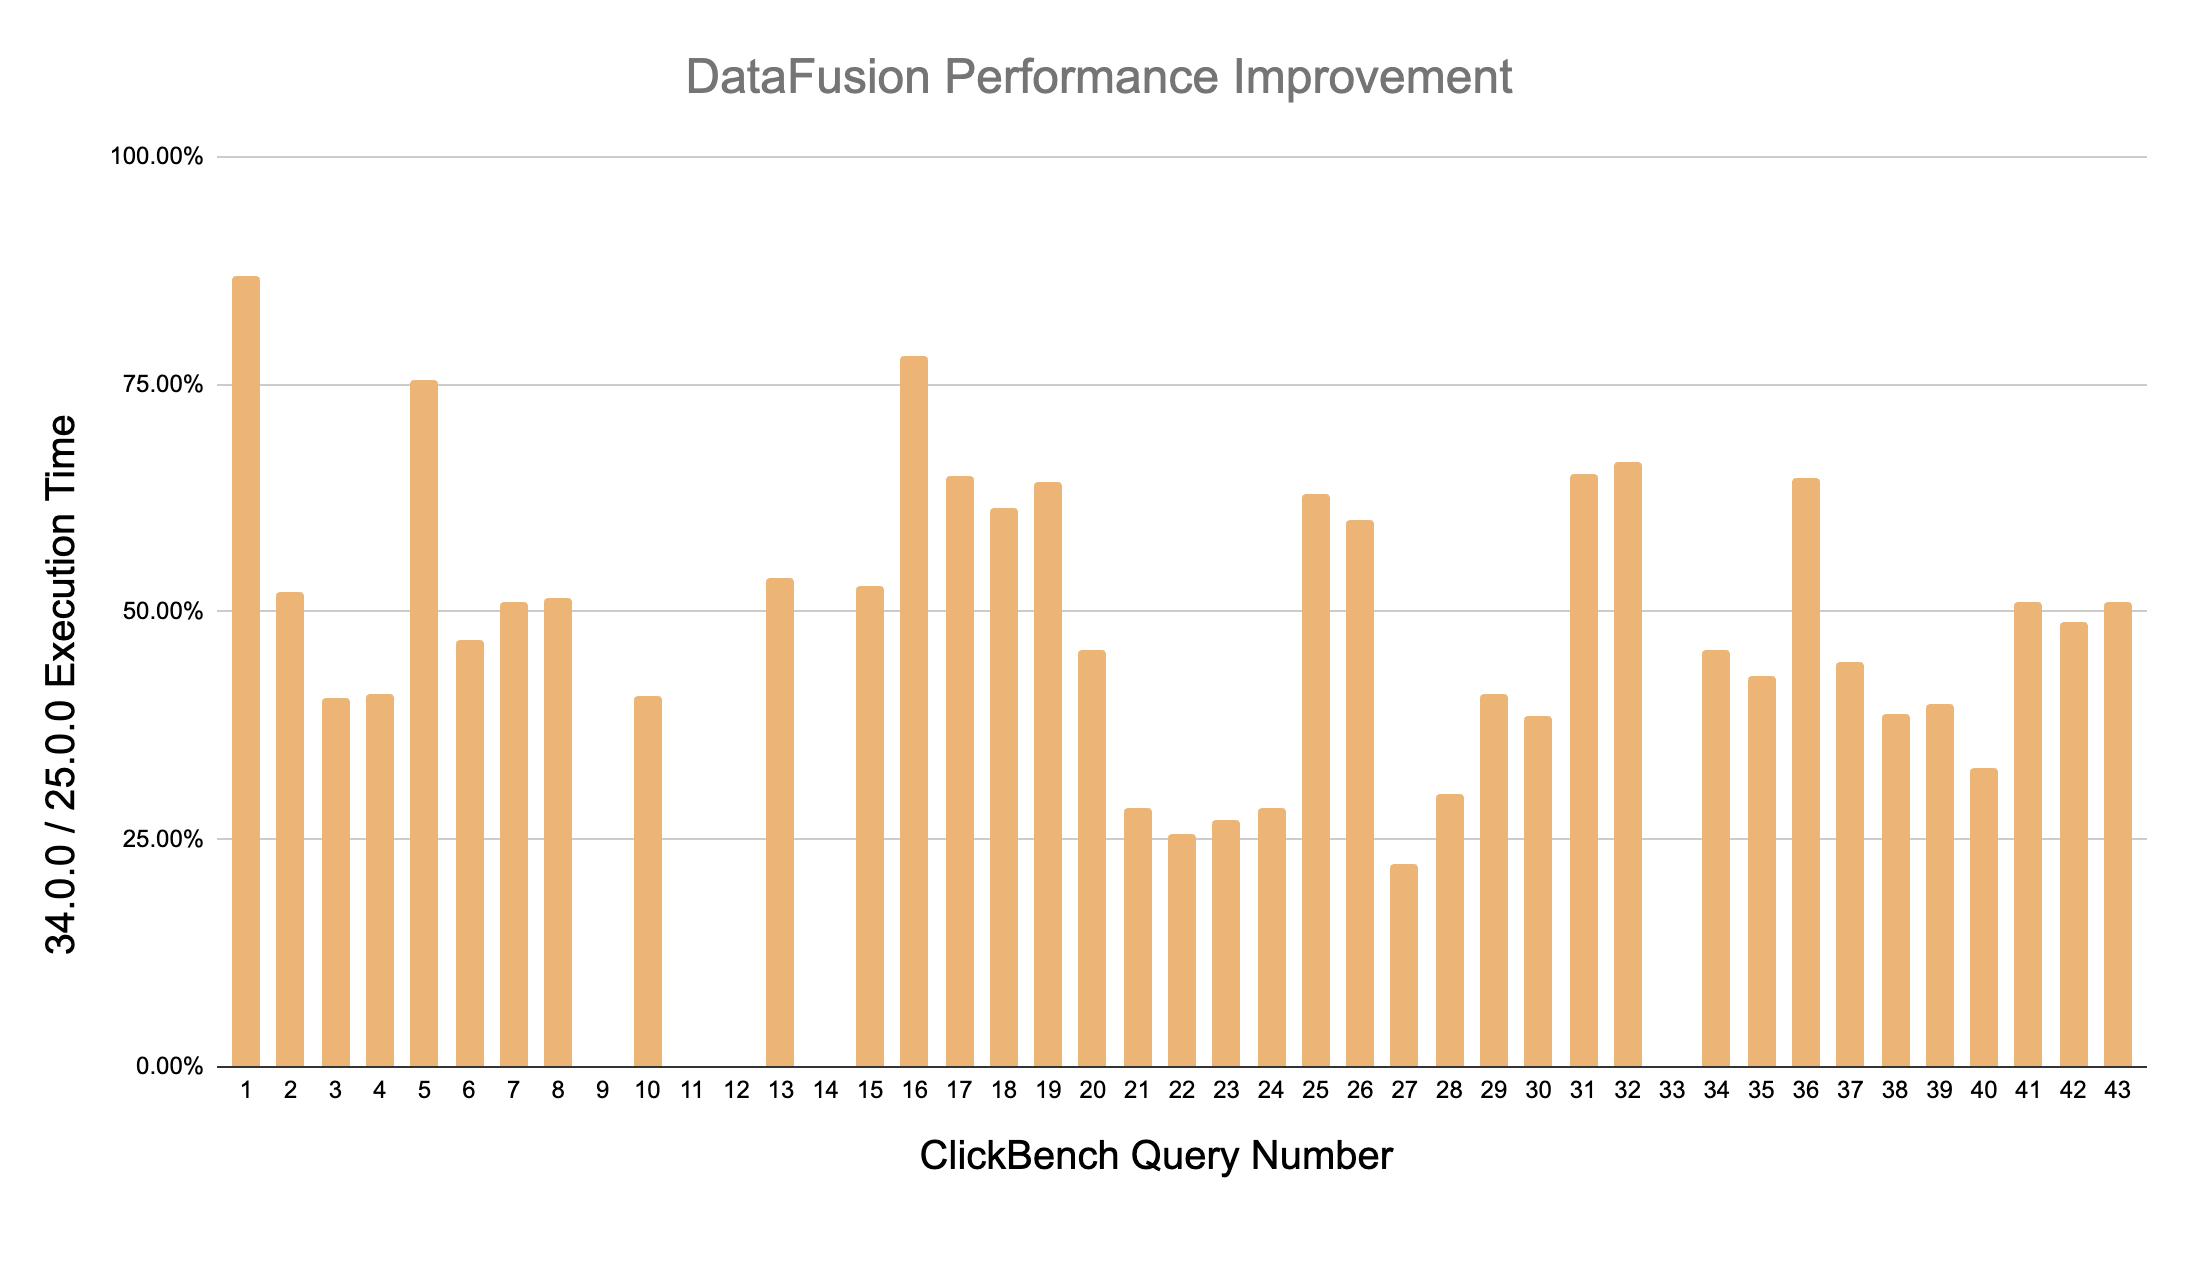 DataFusion Performance Improvement
100.00%
75.00%
50.00%
25.00%
0.00%
34.0.0 / 25.0.0 Execution Time
1 2 3 4 5 6 7 8 9 10 11 12 13 14 15 16 17 18 19 20 21 22 23 24 25 26 27 28 29 30 31 32 33 34 35 36 37 38 39 40 41 42 43
ClickBench Query Number